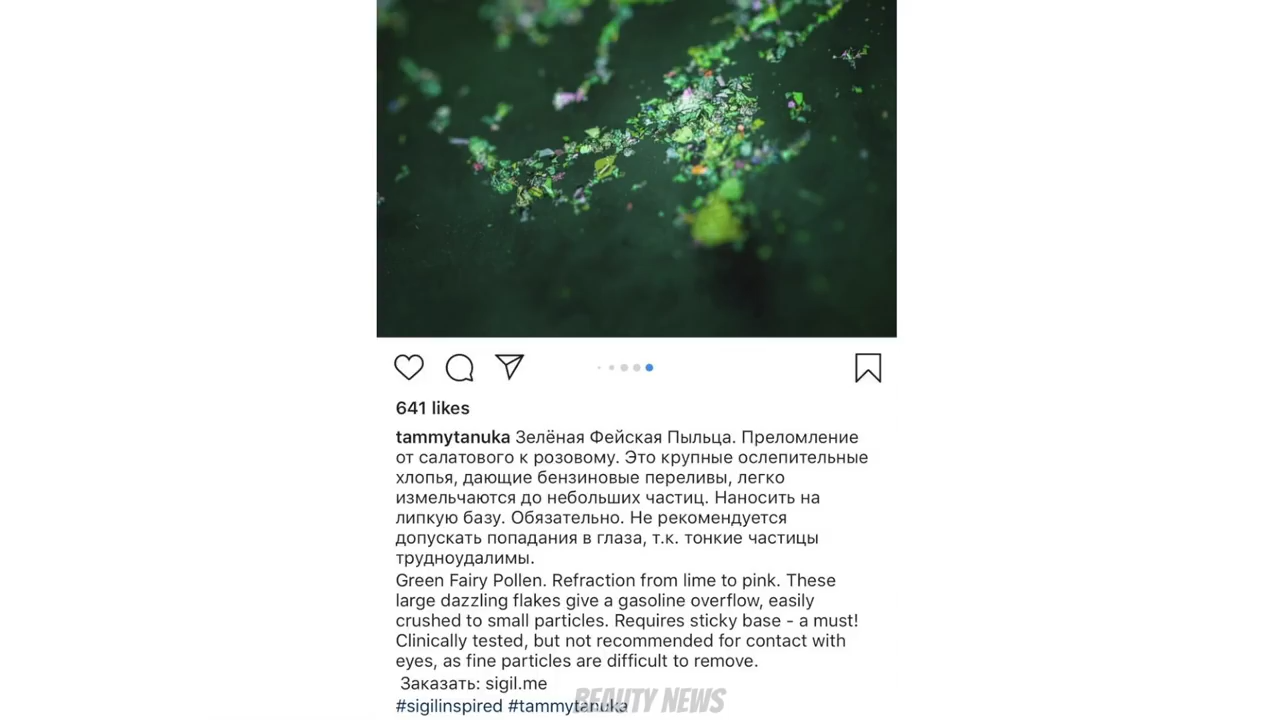 641 likes
tammytanuka Зелёная Фейская Пыльца. Преломление
от салатового к розовому. Это крупные ослепительные
хлопья, дающие бензиновые переливы, легко
измельчаются до небольших частиц. Наносить на
липкую базу. Обязательно. Не рекомендуется
допускать попадания в глаза, т.к. тонкие частицы
трудноудалимы.
Green Fairy Pollen. Refraction from lime to pink. These
large dazzling flakes give a gasoline overflow, easily
crushed to small particles. Requires sticky base - a must!
Clinically tested, but not recommended for contact with
eyes, as fine particles are difficult to remove.
Заказать: sigil.me
#sigilinspired #tammytanuka
BEAUTY NEWS